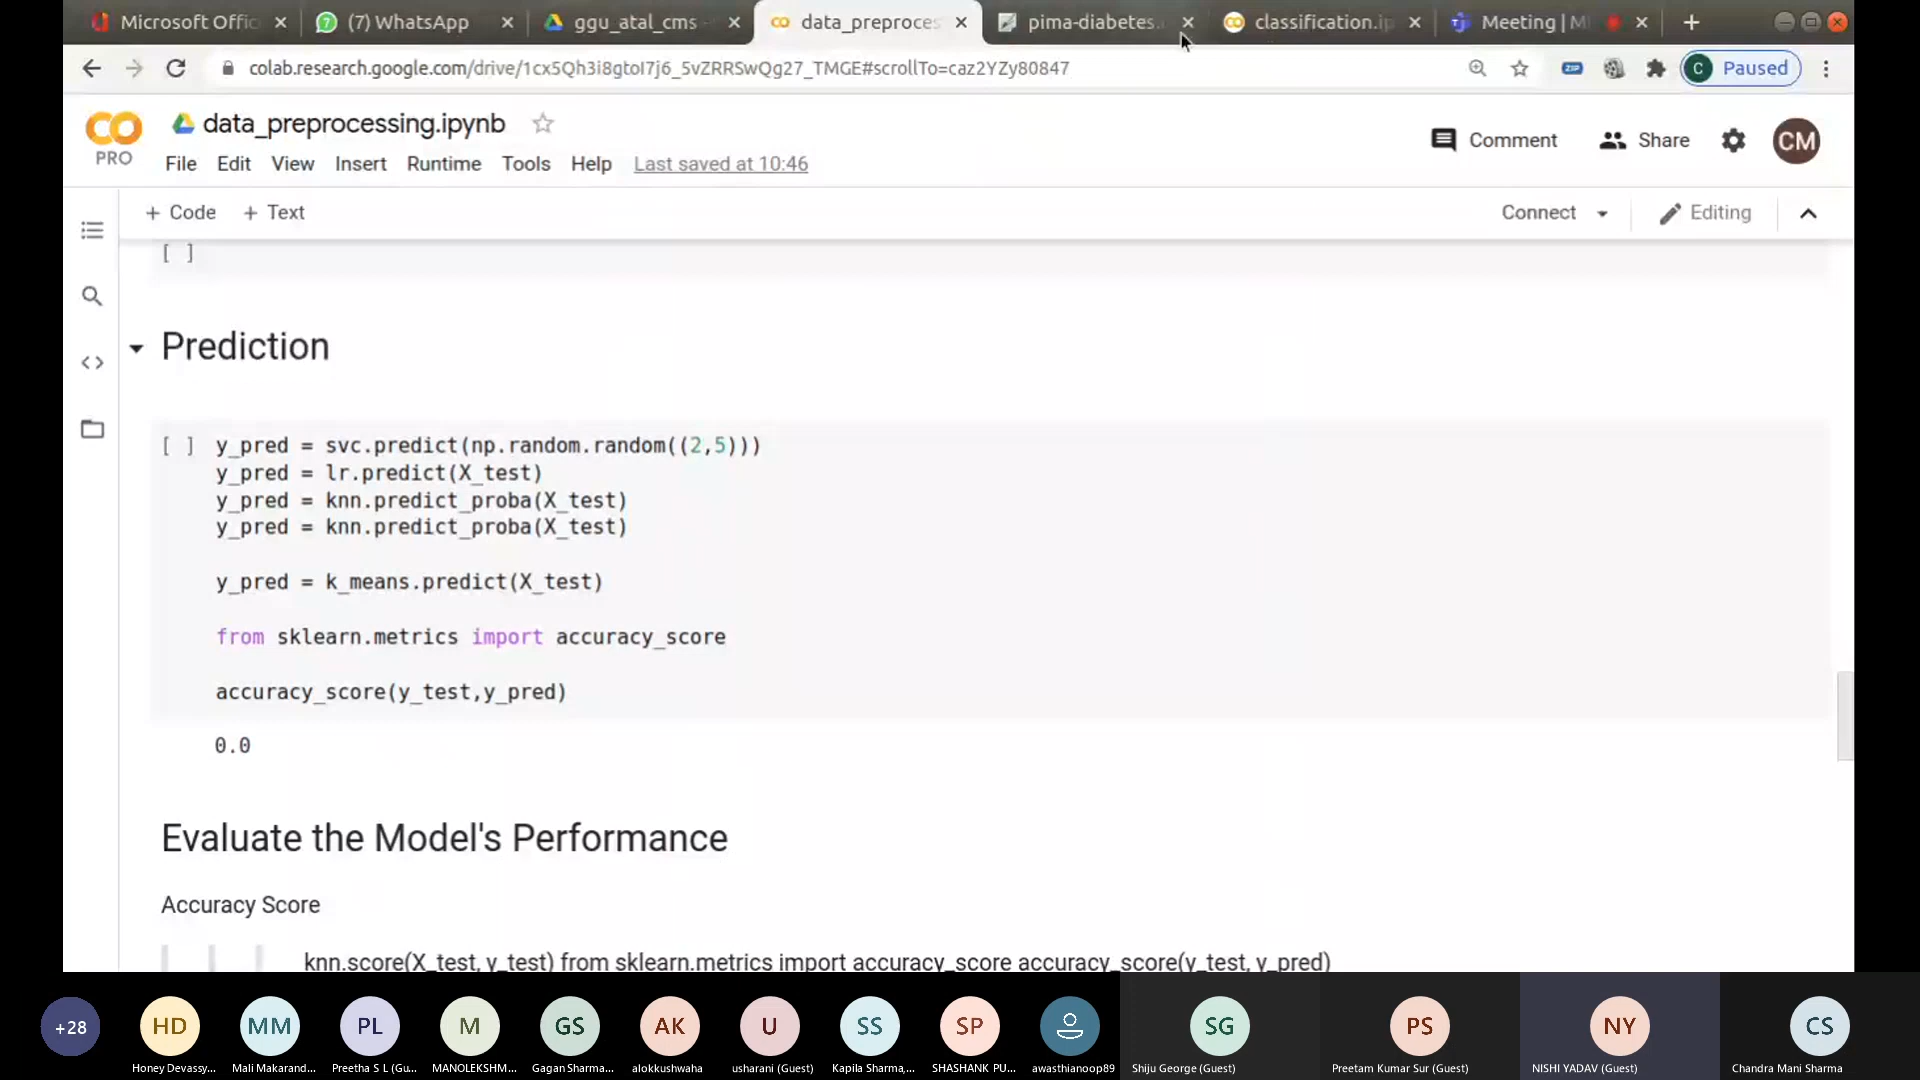 Microsoft Offic
(7) WhatsApp
ggu_atal_cms -
data_preproces
pima-diabetes.
classification.ip
Meeting | Mi
colab.research.google.com/drive/1cx5Qh3i8gtoI7j6_5vZRRSwQg27_TMGE#scrollTo=caz2YZy80847
ZIP
C Paused
CO
PRO
data_preprocessing.ipynb
Comment
Share
CM
File Edit View Insert Runtime Tools Help Last saved at 10:46
+ Code + Text
Connect
Editing
[ ]
Prediction
[ ] y_pred = svc.predict(np.random.random((2,5)))
y_pred = lr.predict(X_test)
y_pred = knn.predict_proba(X_test)
y_pred = knn.predict_proba(X_test)
y_pred = k_means.predict(X_test)
from sklearn.metrics import accuracy_score
accuracy_score(y_test,y_pred)
0.0
Evaluate the Model's Performance
Accuracy Score
knn.score(X_test, y_test) from sklearn.metrics import accuracy_score accuracy_score(y_test, y_pred)
+28 HD MM PL M GS AK U SS SP SG PS NY CS
Honey Devassy... Mali Makarand... Preetha S L (Gu... MANOLEKSHM... Gagan Sharma... alokkushwaha usharani (Guest) Kapila Sharma,... SHASHANK PU... awasthianoop89 Shiju George (Guest) Preetam Kumar Sur (Guest) NISHI YADAV (Guest) Chandra Mani Sharma